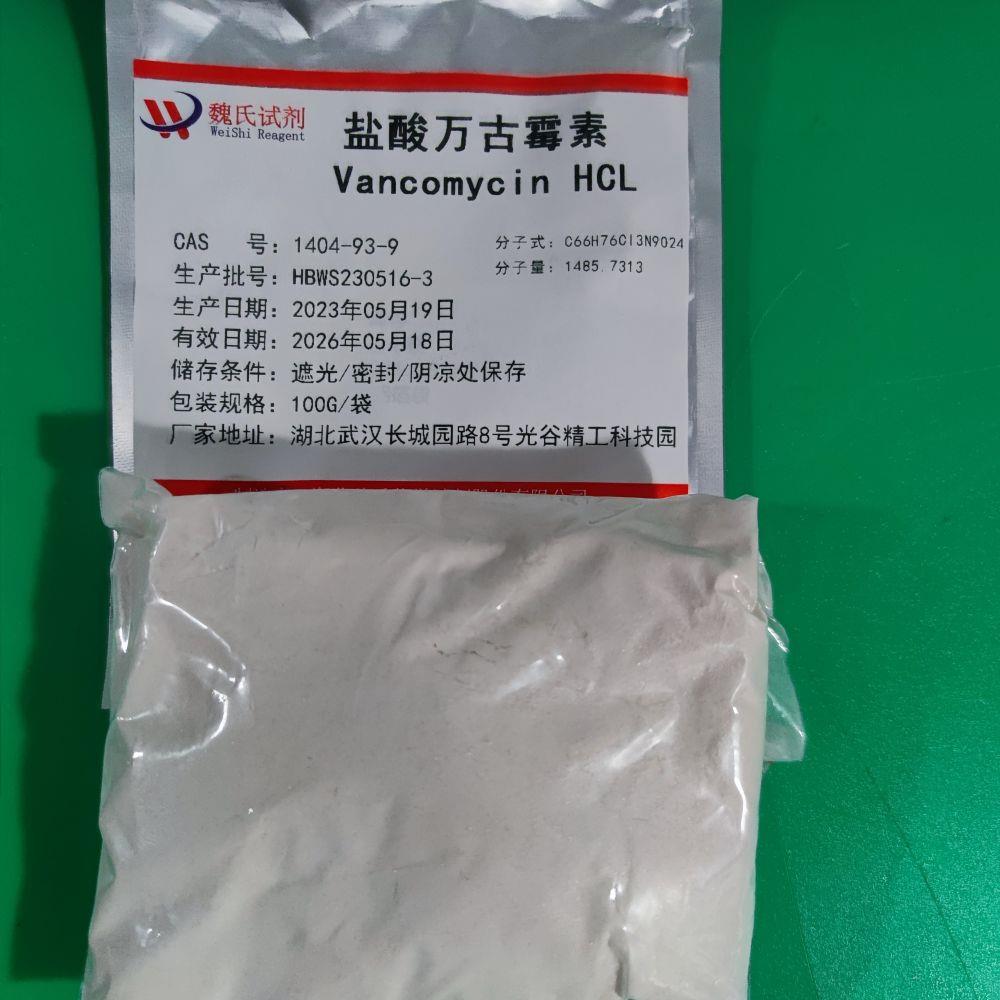 魏氏试剂
WeiShi Reagent
盐酸万古霉素
Vancomycin HCL
CAS 号：1404-93-9
分子式：C66H76Cl3N9O24
生产批号：HBWS230516-3
分子量：1485.7313
生产日期：2023年05月19日
有效日期：2026年05月18日
储存条件：遮光/密封/阴凉处保存
包装规格：100G/袋
厂家地址：湖北武汉长城园路8号光谷精工科技园
有限公司